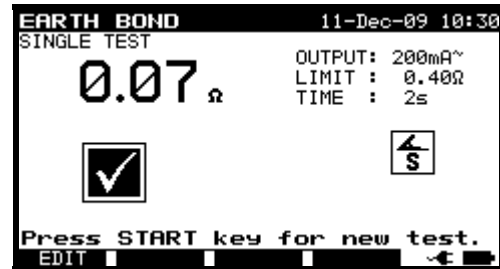 EARTH BOND 11-Dec-09 10:30
SINGLE TEST
OUTPUT: 200mA~
0.07 Ω
LIMIT : 0.40Ω
TIME : 2s
S
Press START key for new test.
EDIT